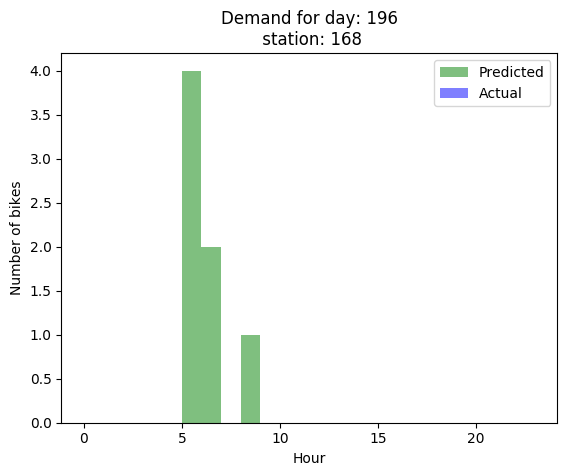 Demand for day: 196
station: 168
Predicted
Actual
4.0
3.5
3.0
2.5
2.0
1.5
1.0
0.5
0.0
Number of bikes
0 5 10 15 20
Hour